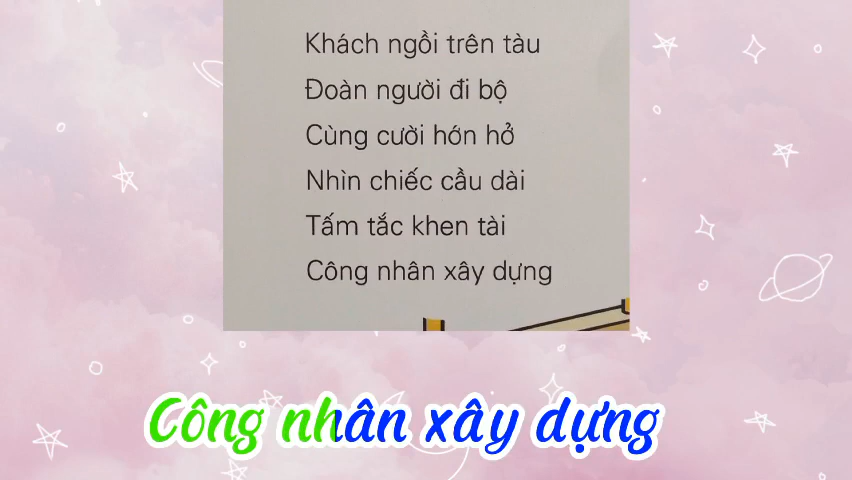 Khách ngồi trên tàu
Đoàn người đi bộ
Cùng cười hớn hở
Nhìn chiếc cầu dài
Tấm tắc khen tài
Công nhân xây dựng
Công nhân xây dựng